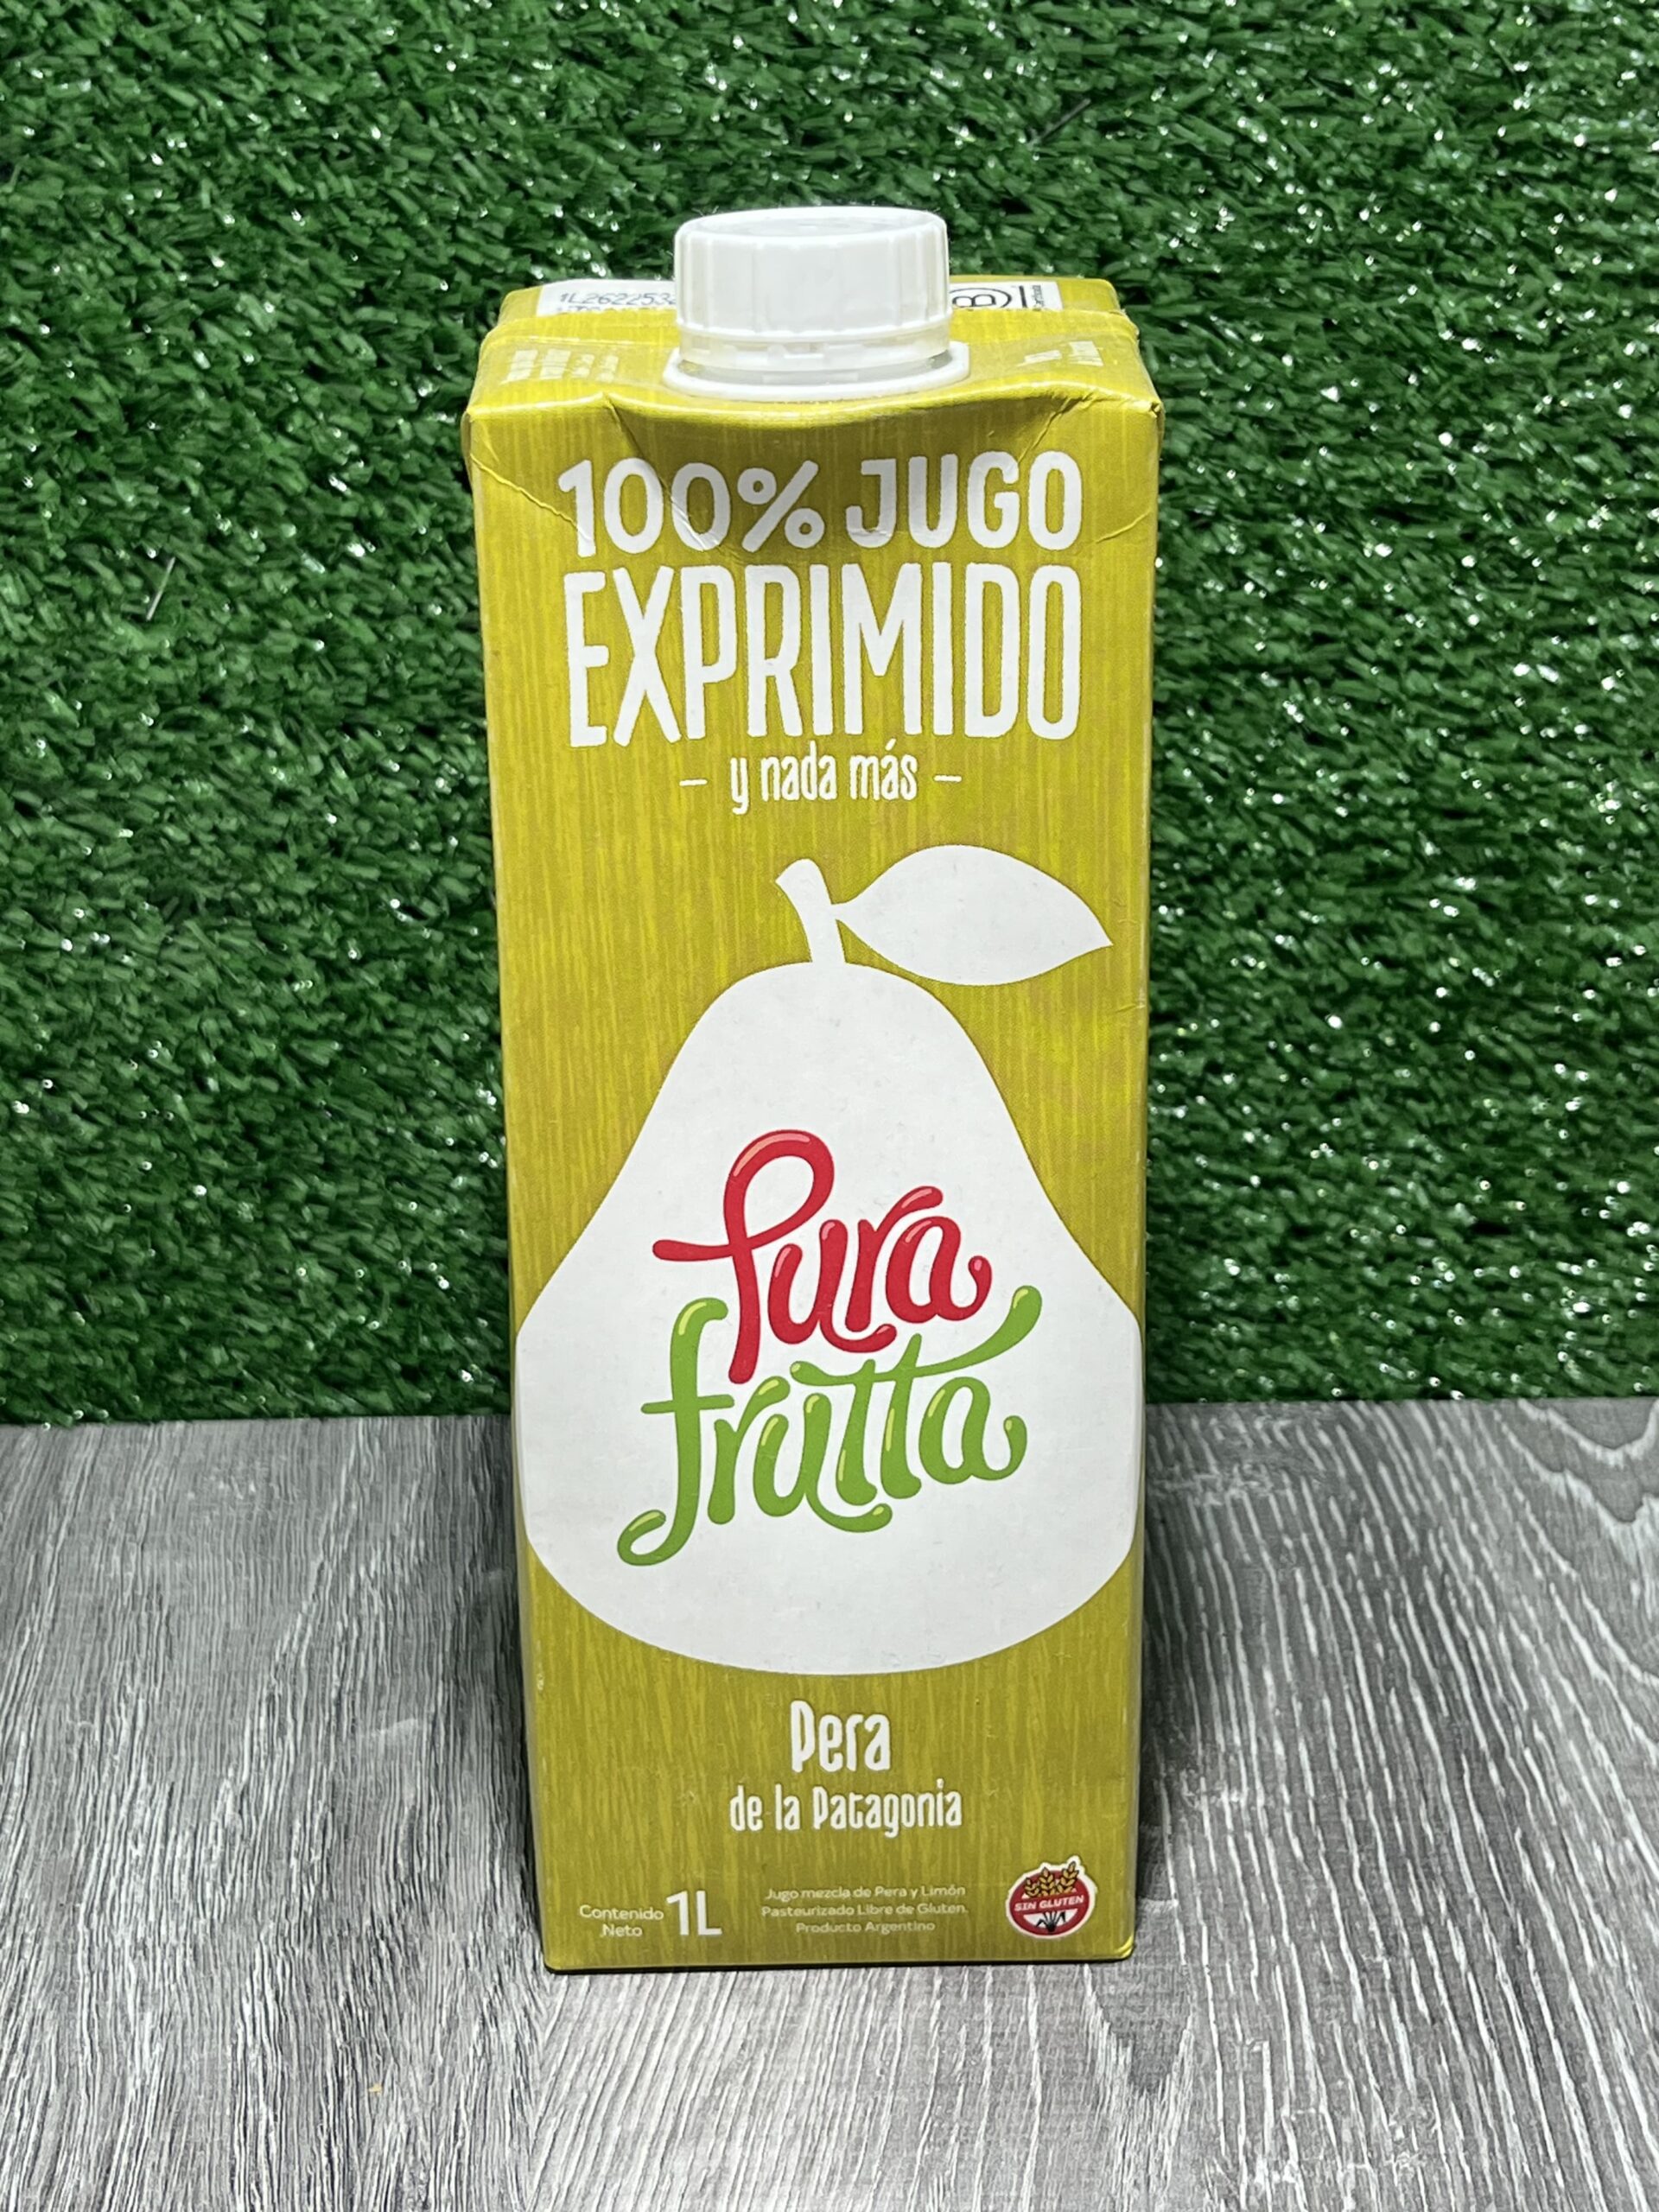 100% JUGO
EXPRIMIDO
– y nada más –
Pura
frutta
Pera
de la Patagonia
Contenido
Neto
1L
Jugo mezcla de Pera y Limón
Pasteurizado Libre de Gluten.
Producto Argentino
SIN GLUTEN